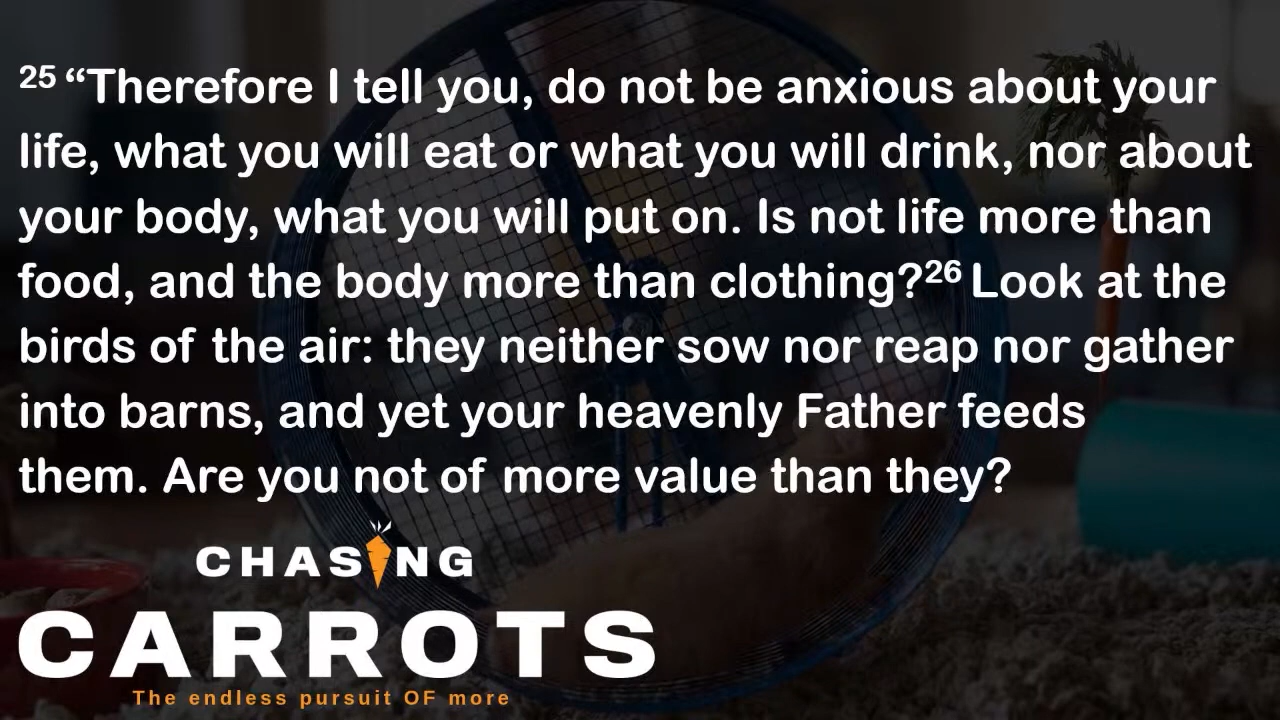 25 “Therefore I tell you, do not be anxious about your
life, what you will eat or what you will drink, nor about
your body, what you will put on. Is not life more than
food, and the body more than clothing?26 Look at the
birds of the air: they neither sow nor reap nor gather
into barns, and yet your heavenly Father feeds
them. Are you not of more value than they?
CHASING
CARROTS
The endless pursuit OF more